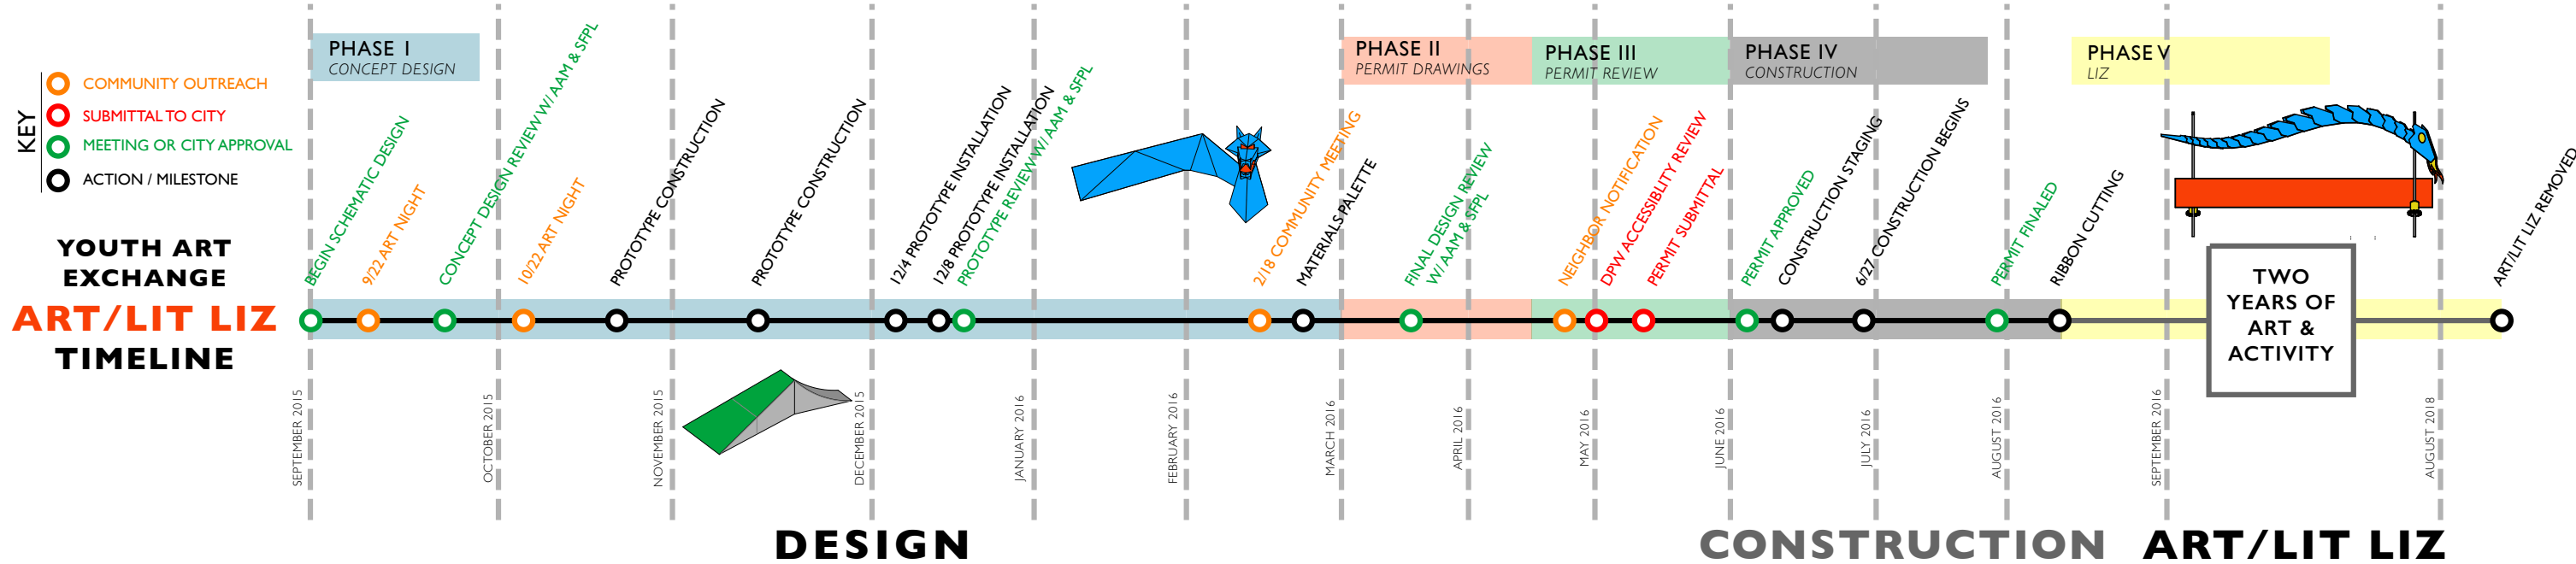 KEY
COMMUNITY OUTREACH
SUBMITTAL TO CITY
MEETING OR CITY APPROVAL
ACTION / MILESTONE
YOUTH ART
EXCHANGE
ART/LIT LIZ
TIMELINE
PHASE I
CONCEPT DESIGN
PHASE II
PERMIT DRAWINGS
PHASE III
PERMIT REVIEW
PHASE IV
CONSTRUCTION
PHASE V
LIZ
BEGIN SCHEMATIC DESIGN
9/22 ART NIGHT
CONCEPT DESIGN REVIEW W/ AAM & SFPL
10/22 ART NIGHT
PROTOTYPE CONSTRUCTION
PROTOTYPE CONSTRUCTION
12/4 PROTOTYPE INSTALLATION
12/8 PROTOTYPE INSTALLATION
PROTOTYPE REVIEW W/ AAM & SFPL
2/18 COMMUNITY MEETING
MATERIALS PALETTE
FINAL DESIGN REVIEW
W/ AAM & SFPL
NEIGHBOR NOTIFICATION
DPW ACCESSIBLITY REVIEW
PERMIT SUBMITTAL
PERMIT APPROVED
CONSTRUCTION STAGING
6/27 CONSTRUCTION BEGINS
PERMIT FINALED
RIBBON CUTTING
ART/LIT LIZ REMOVED
TWO
YEARS OF
ART &
ACTIVITY
SEPTEMBER 2015
OCTOBER 2015
NOVEMBER 2015
DECEMBER 2015
JANUARY 2016
FEBRUARY 2016
MARCH 2016
APRIL 2016
MAY 2016
JUNE 2016
JULY 2016
AUGUST 2016
SEPTEMBER 2016
AUGUST 2018
DESIGN
CONSTRUCTION
ART/LIT LIZ